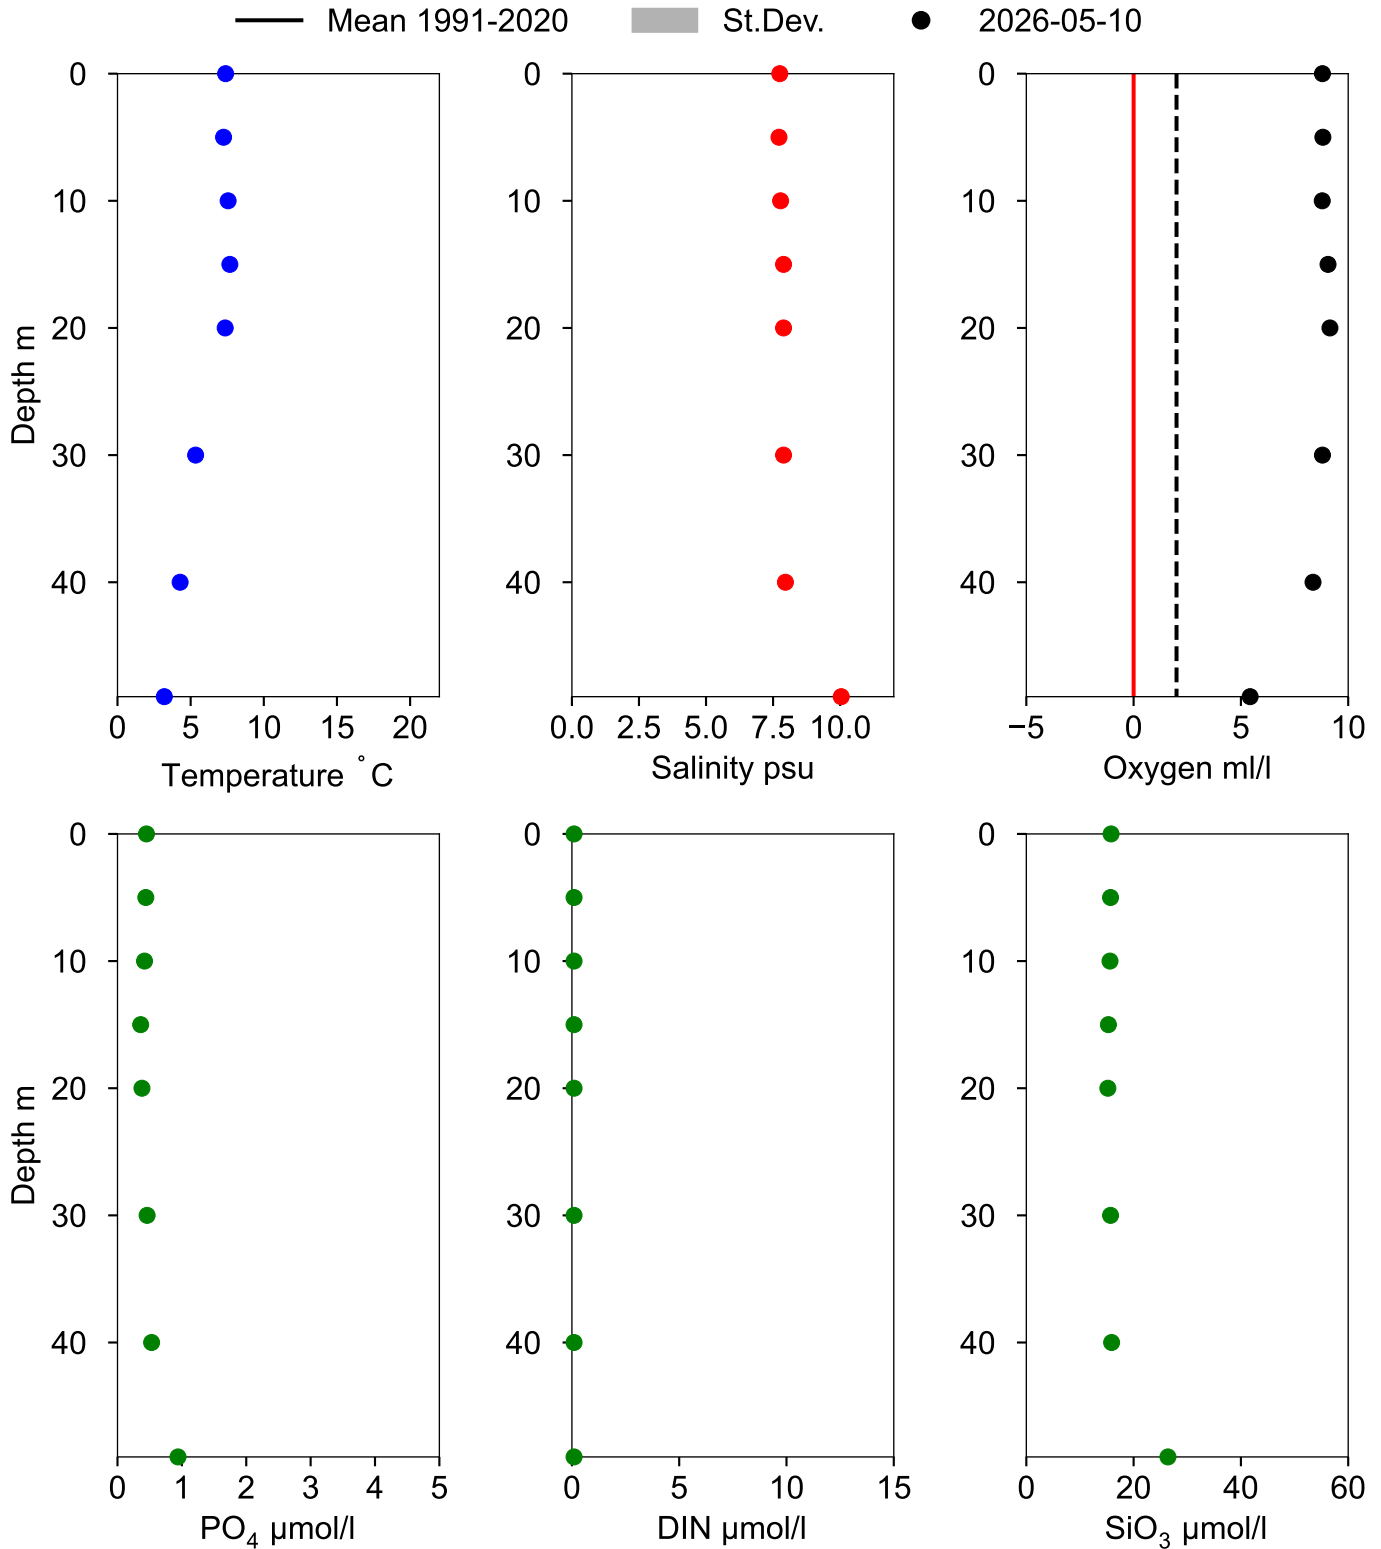 Mean 1991-2020 St.Dev. 2026-05-10
0 0 0
10 10 10
20 20 20
30 30 30
40 40 40
Depth m
0 5 10 15 20 0.0 2.5 5.0 7.5 10.0 −5 0 5 10
Temperature °C Salinity psu Oxygen ml/l
0 0 0
10 10 10
20 20 20
30 30 30
40 40 40
Depth m
0 1 2 3 4 5 0 5 10 15 0 20 40 60
PO4 µmol/l DIN µmol/l SiO3 µmol/l